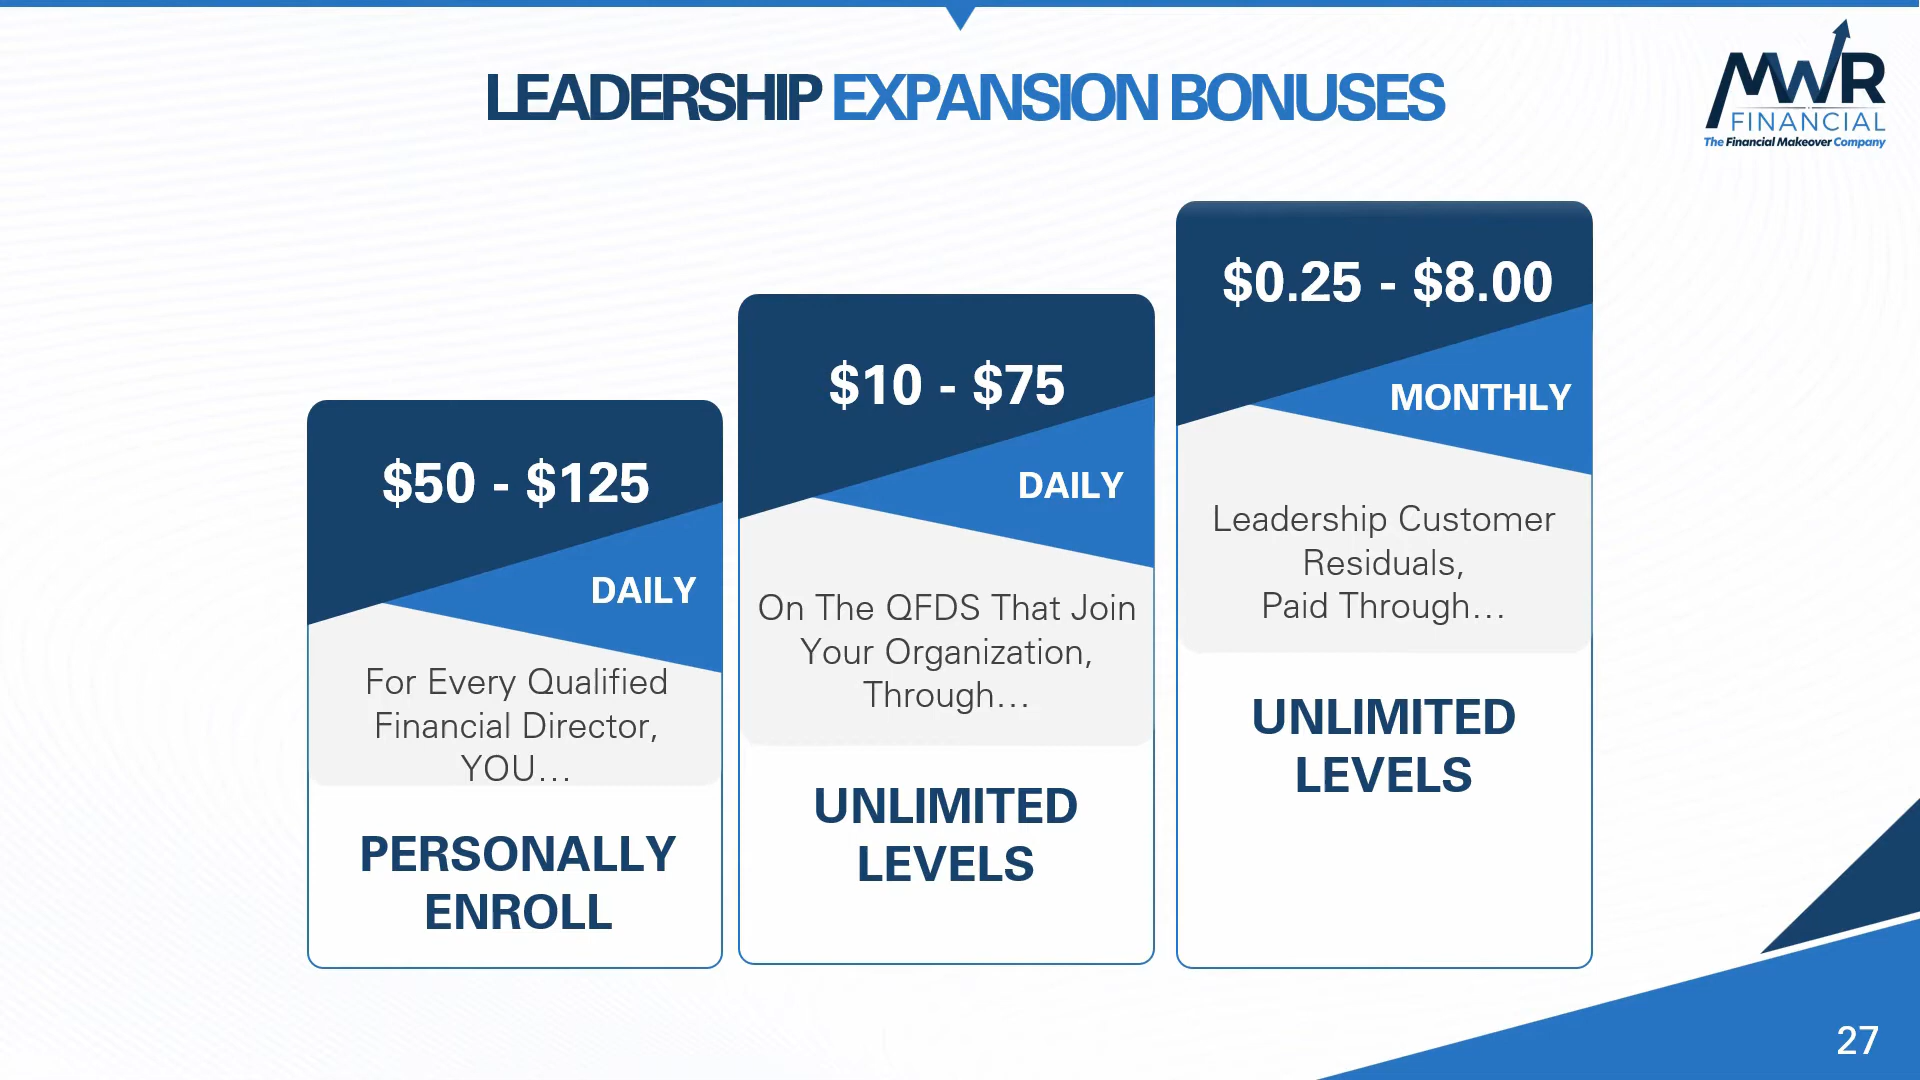 LEADERSHIP EXPANSION BONUSES
MWR
FINANCIAL
The Financial Makeover Company
$50 - $125
DAILY
For Every Qualified
Financial Director,
YOU...
PERSONALLY
ENROLL
$10 - $75
DAILY
On The QFDS That Join
Your Organization,
Through...
UNLIMITED
LEVELS
$0.25 - $8.00
MONTHLY
Leadership Customer
Residuals,
Paid Through...
UNLIMITED
LEVELS
27